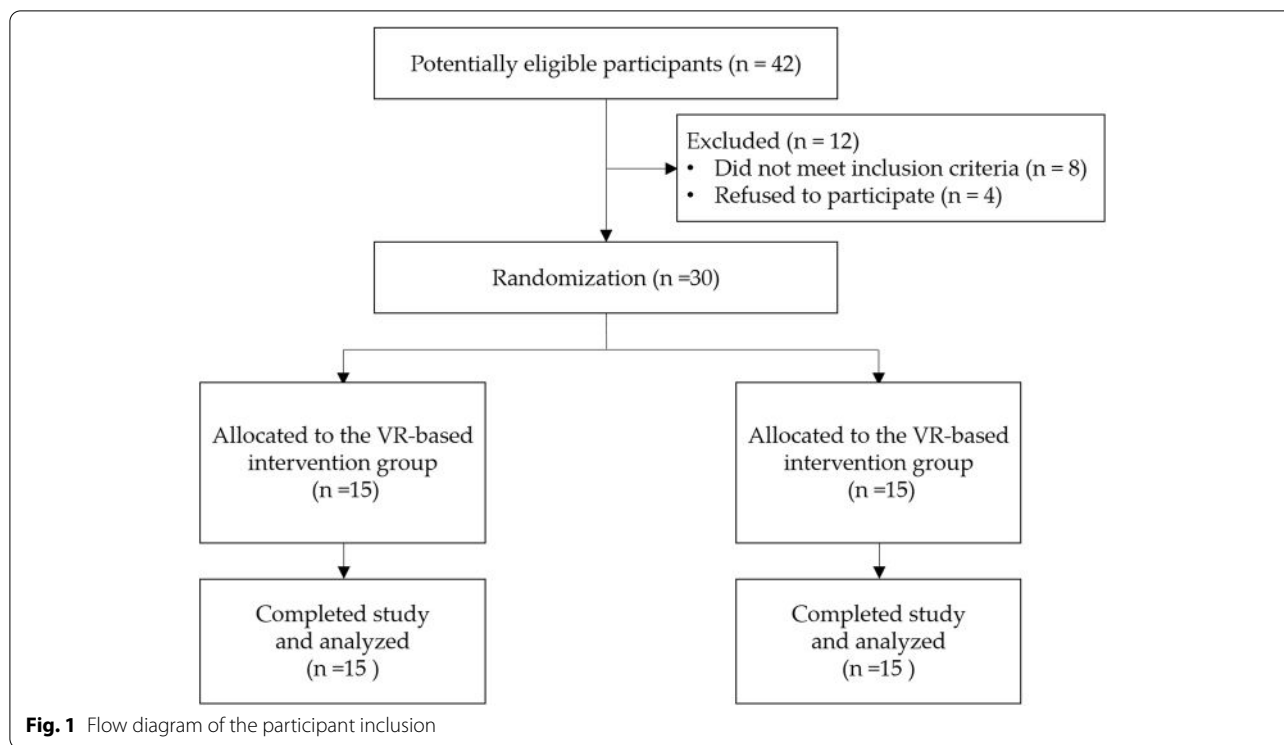 Potentially eligible participants (n = 42)
Excluded (n = 12)
• Did not meet inclusion criteria (n = 8)
• Refused to participate (n = 4)
Randomization (n =30)
Allocated to the VR-based
intervention group
(n =15)
Allocated to the VR-based
intervention group
(n =15)
Completed study
and analyzed
(n =15 )
Completed study
and analyzed
(n =15 )
Fig. 1 Flow diagram of the participant inclusion